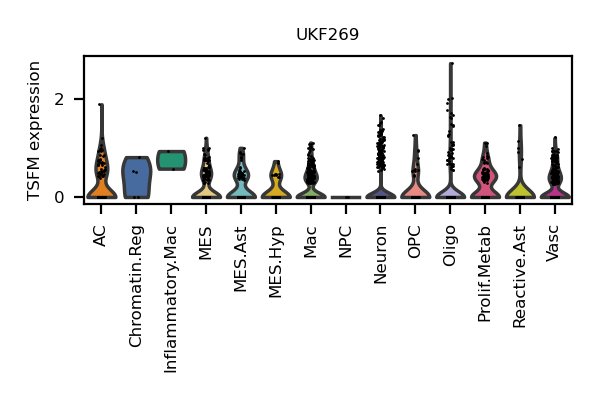 UKF269
TSFM expression
2
0
AC
Chromatin.Reg
Inflammatory.Mac
MES
MES.Ast
MES.Hyp
Mac
NPC
Neuron
OPC
Oligo
Prolif.Metab
Reactive.Ast
Vasc